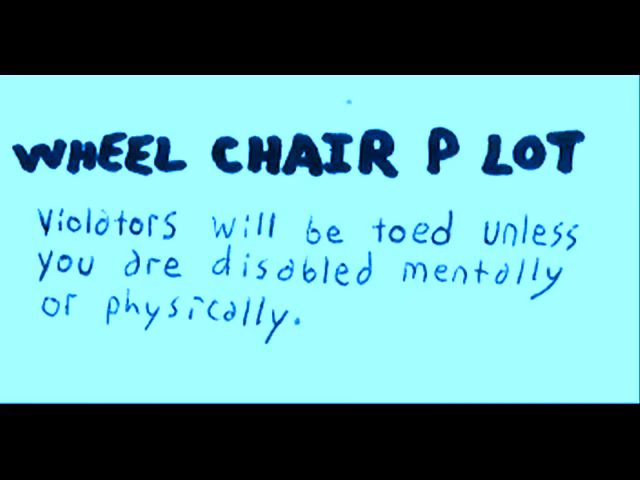 WHEEL CHAIR P LOT
Violators will be toed unless
you are disabled mentally
or physically.